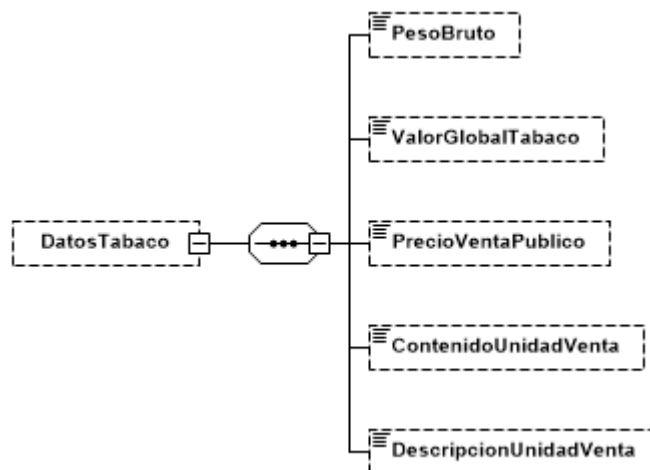 PesoBruto
ValorGlobalTabaco
DatosTabaco
PrecioVentaPublico
ContenidoUnidadVenta
DescripcionUnidadVenta